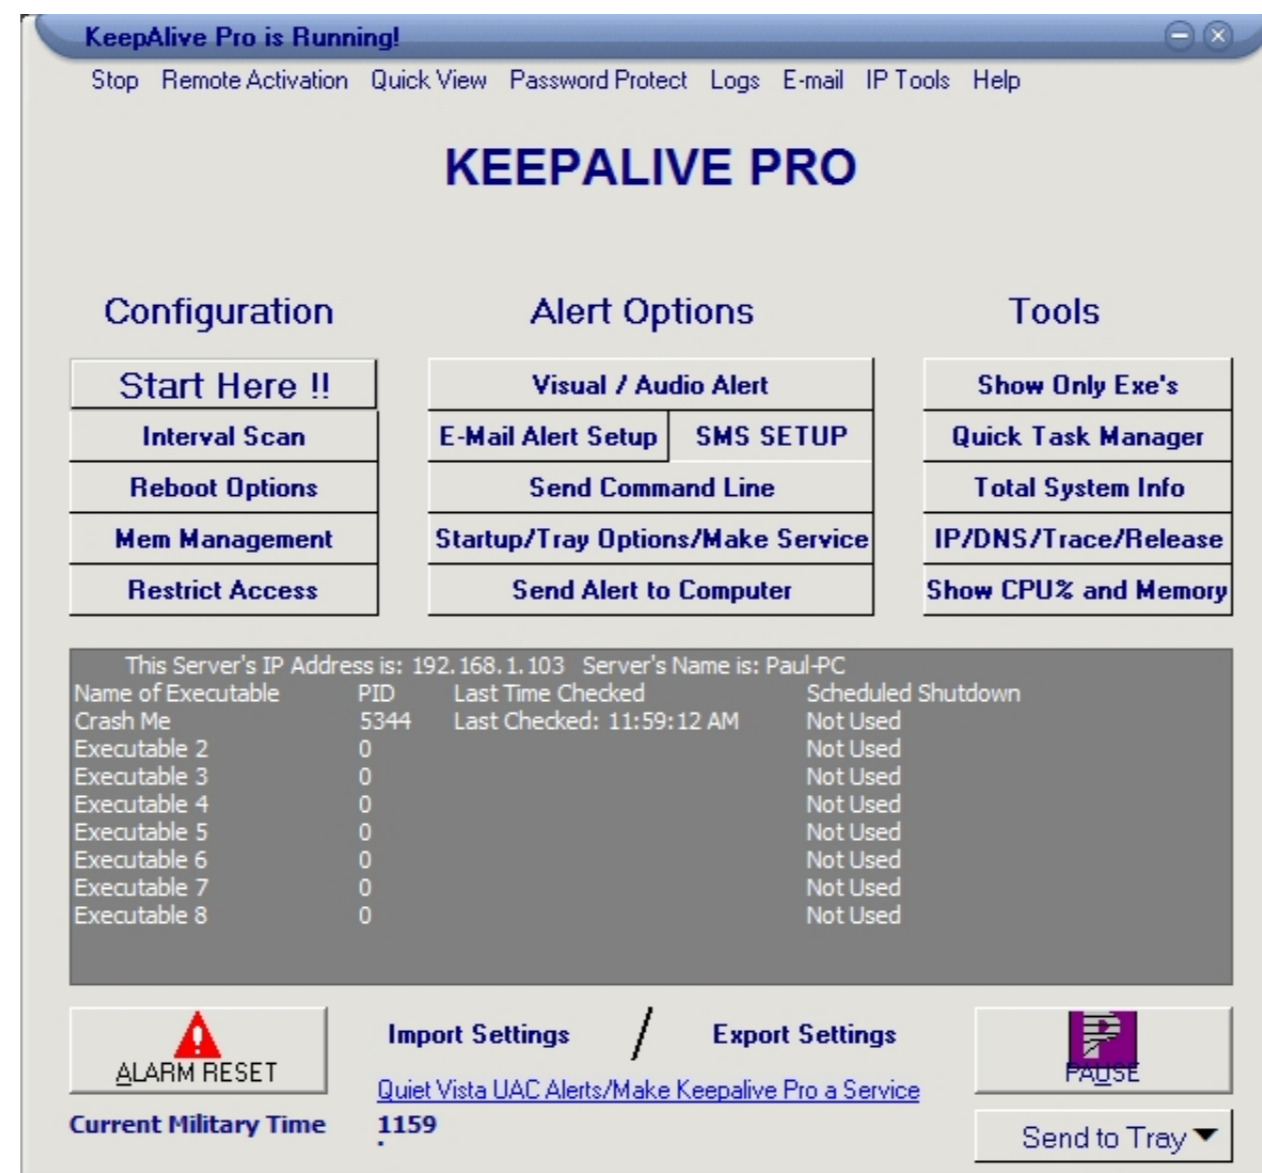 KeepAlive Pro is Running!
Stop Remote Activation Quick View Password Protect Logs E-mail IP Tools Help
KEEPALIVE PRO
Configuration Alert Options Tools
Start Here !! Visual / Audio Alert Show Only Exe's
Interval Scan E-Mail Alert Setup SMS SETUP Quick Task Manager
Reboot Options Send Command Line Total System Info
Mem Management Startup/Tray Options/Make Service IP/DNS/Trace/Release
Restrict Access Send Alert to Computer Show CPU% and Memory
This Server's IP Address is: 192.168.1.103 Server's Name is: Paul-PC
Name of Executable PID Last Time Checked Scheduled Shutdown
Crash Me 5344 Last Checked: 11:59:12 AM Not Used
Executable 2 0 Not Used
Executable 3 0 Not Used
Executable 4 0 Not Used
Executable 5 0 Not Used
Executable 6 0 Not Used
Executable 7 0 Not Used
Executable 8 0 Not Used
Import Settings / Export Settings
ALARM RESET PAUSE
Quiet Vista UAC Alerts/Make Keepalive Pro a Service
Current Military Time 1159
Send to Tray